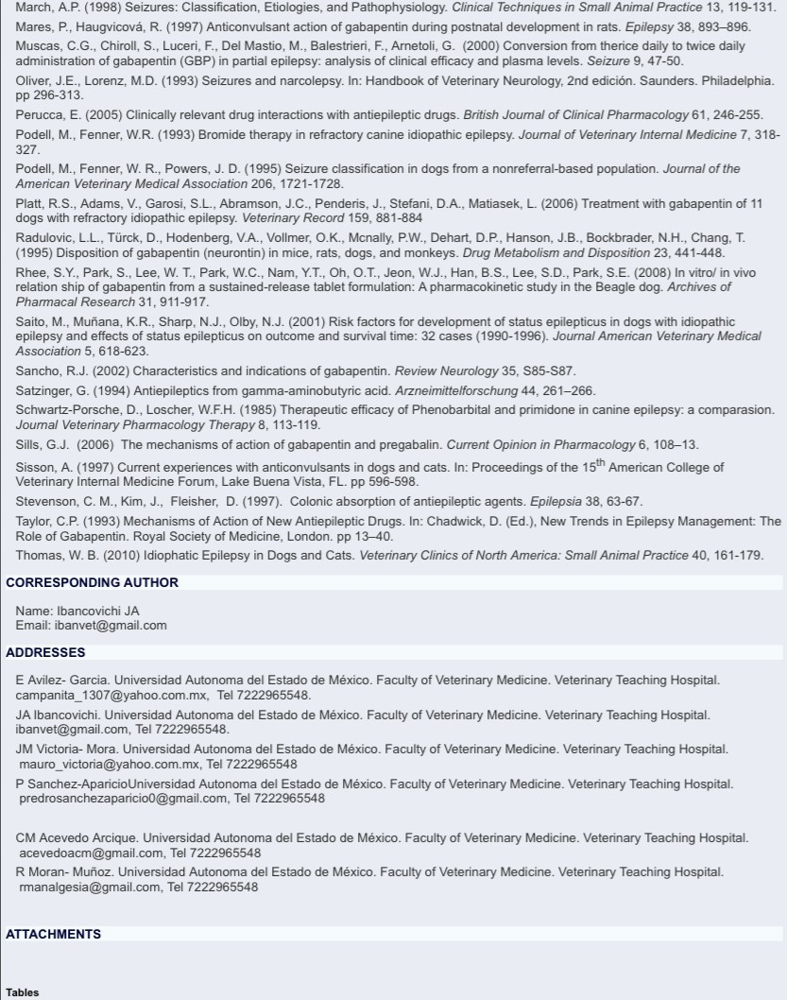 March, A.P. (1998) Seizures: Classification, Etiologies, and Pathophysiology. Clinical Techniques in Small Animal Practice 13, 119-131.
Mares, P., Haugvicová, R. (1997) Anticonvulsant action of gabapentin during postnatal development in rats. Epilepsy 38, 893–896.
Muscas, C.G., Chiroll, S., Luceri, F., Del Mastio, M., Balestrieri, F., Arnetoli, G. (2000) Conversion from therice daily to twice daily
administration of gabapentin (GBP) in partial epilepsy: analysis of clinical efficacy and plasma levels. Seizure 9, 47-50.
Oliver, J.E., Lorenz, M.D. (1993) Seizures and narcolepsy. In: Handbook of Veterinary Neurology, 2nd edición. Saunders. Philadelphia.
pp 296-313.
Perucca, E. (2005) Clinically relevant drug interactions with antiepileptic drugs. British Journal of Clinical Pharmacology 61, 246-255.
Podell, M., Fenner, W.R. (1993) Bromide therapy in refractory canine idiopathic epilepsy. Journal of Veterinary Internal Medicine 7, 318-
327.
Podell, M., Fenner, W. R., Powers, J. D. (1995) Seizure classification in dogs from a nonreferral-based population. Journal of the
American Veterinary Medical Association 206, 1721-1728.
Platt, R.S., Adams, V., Garosi, S.L., Abramson, J.C., Penderis, J., Stefani, D.A., Matiasek, L. (2006) Treatment with gabapentin of 11
dogs with refractory idiopathic epilepsy. Veterinary Record 159, 881-884
Radulovic, L.L., Türck, D., Hodenberg, V.A., Vollmer, O.K., Mcnally, P.W., Dehart, D.P., Hanson, J.B., Bockbrader, N.H., Chang, T.
(1995) Disposition of gabapentin (neurontin) in mice, rats, dogs, and monkeys. Drug Metabolism and Disposition 23, 441-448.
Rhee, S.Y., Park, S., Lee, W. T., Park, W.C., Nam, Y.T., Oh, O.T., Jeon, W.J., Han, B.S., Lee, S.D., Park, S.E. (2008) In vitro/ in vivo
relation ship of gabapentin from a sustained-release tablet formulation: A pharmacokinetic study in the Beagle dog. Archives of
Pharmacal Research 31, 911-917.
Saito, M., Muñana, K.R., Sharp, N.J., Olby, N.J. (2001) Risk factors for development of status epilepticus in dogs with idiopathic
epilepsy and effects of status epilepticus on outcome and survival time: 32 cases (1990-1996). Journal American Veterinary Medical
Association 5, 618-623.
Sancho, R.J. (2002) Characteristics and indications of gabapentin. Review Neurology 35, S85-S87.
Satzinger, G. (1994) Antiepileptics from gamma-aminobutyric acid. Arzneimittelforschung 44, 261–266.
Schwartz-Porsche, D., Loscher, W.F.H. (1985) Therapeutic efficacy of Phenobarbital and primidone in canine epilepsy: a comparasion.
Journal Veterinary Pharmacology Therapy 8, 113-119.
Sills, G.J. (2006) The mechanisms of action of gabapentin and pregabalin. Current Opinion in Pharmacology 6, 108–13.
Sisson, A. (1997) Current experiences with anticonvulsants in dogs and cats. In: Proceedings of the 15th American College of
Veterinary Internal Medicine Forum, Lake Buena Vista, FL. pp 596-598.
Stevenson, C. M., Kim, J., Fleisher, D. (1997). Colonic absorption of antiepileptic agents. Epilepsia 38, 63-67.
Taylor, C.P. (1993) Mechanisms of Action of New Antiepileptic Drugs. In: Chadwick, D. (Ed.), New Trends in Epilepsy Management: The
Role of Gabapentin. Royal Society of Medicine, London. pp 13–40.
Thomas, W. B. (2010) Idiophatic Epilepsy in Dogs and Cats. Veterinary Clinics of North America: Small Animal Practice 40, 161-179.
CORRESPONDING AUTHOR
Name: Ibancovichi JA
Email: ibanvet@gmail.com
ADDRESSES
E Avilez- Garcia. Universidad Autonoma del Estado de México. Faculty of Veterinary Medicine. Veterinary Teaching Hospital.
campanita_1307@yahoo.com.mx, Tel 7222965548.
JA Ibancovichi. Universidad Autonoma del Estado de México. Faculty of Veterinary Medicine. Veterinary Teaching Hospital.
ibanvet@gmail.com, Tel 7222965548.
JM Victoria- Mora. Universidad Autonoma del Estado de México. Faculty of Veterinary Medicine. Veterinary Teaching Hospital.
mauro_victoria@yahoo.com.mx, Tel 7222965548
P Sanchez-AparicioUniversidad Autonoma del Estado de México. Faculty of Veterinary Medicine. Veterinary Teaching Hospital.
predrosanchezaparicio0@gmail.com, Tel 7222965548
CM Acevedo Arcique. Universidad Autonoma del Estado de México. Faculty of Veterinary Medicine. Veterinary Teaching Hospital.
acevedoacm@gmail.com, Tel 7222965548
R Moran- Muñoz. Universidad Autonoma del Estado de México. Faculty of Veterinary Medicine. Veterinary Teaching Hospital.
rmanalgesia@gmail.com, Tel 7222965548
ATTACHMENTS
Tables